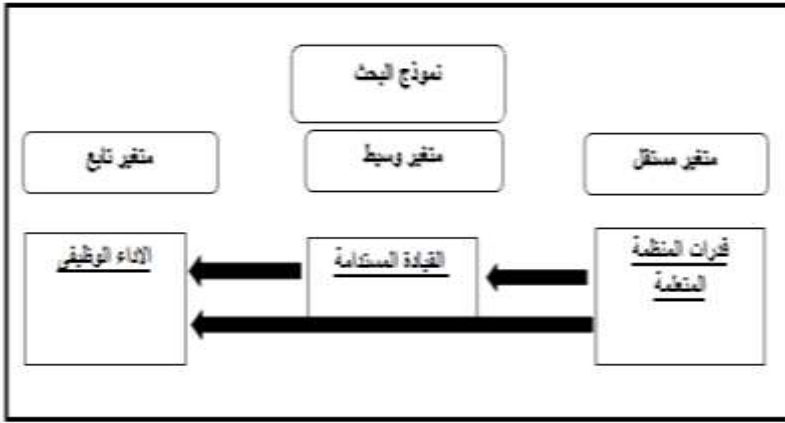 نموذج البحث
متغير مستقل
متغير وسيط
متغير تابع
قدرات المنظمة
المتعلمة
القيادة المستدامة
الاداء الوظيفي